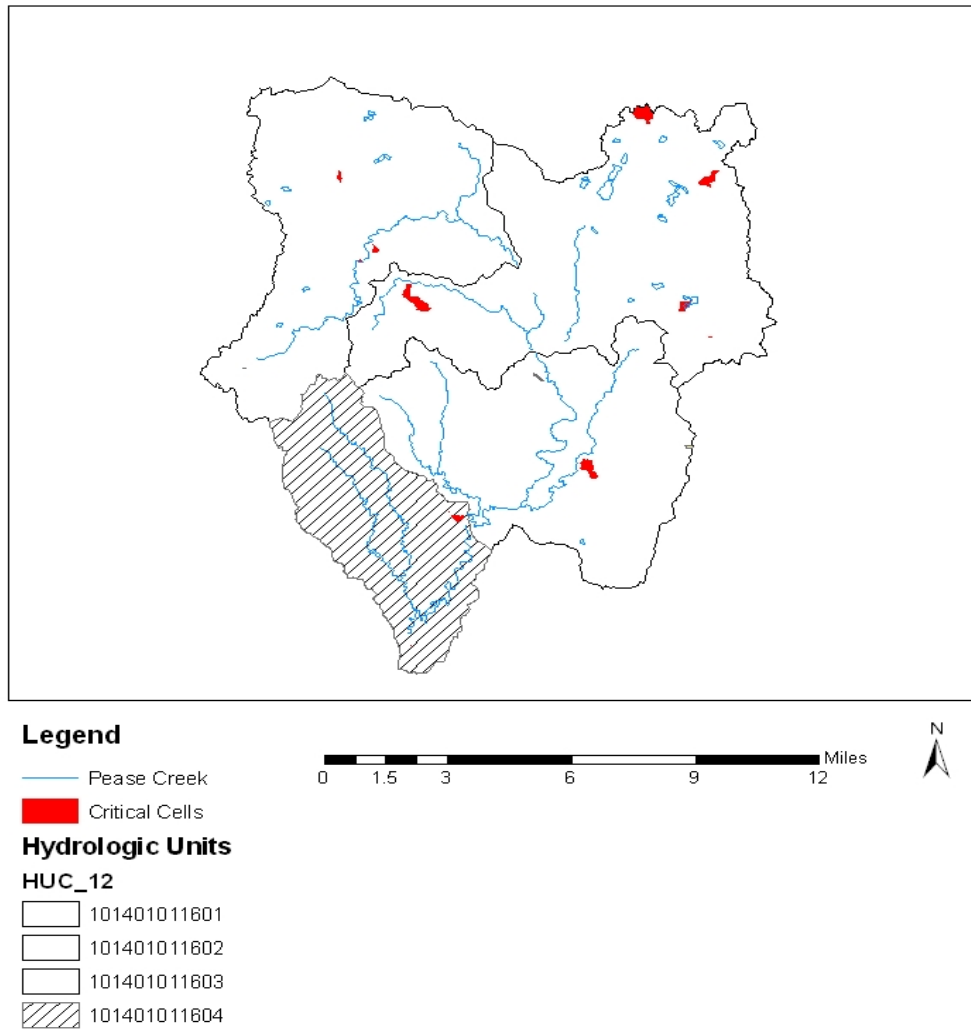 Legend
N
Miles
0 1.5 3 6 9 12
Pease Creek
Critical Cells
Hydrologic Units
HUC_12
101401011601
101401011602
101401011603
101401011604